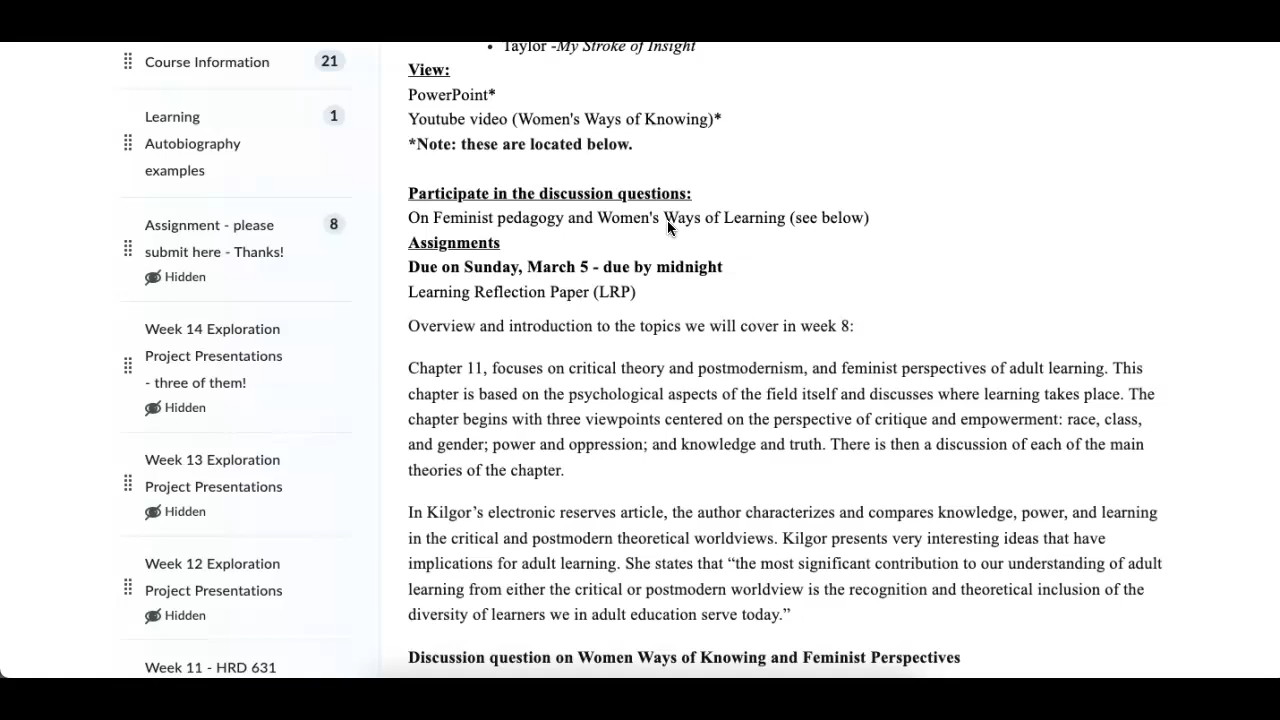 Course Information
21
Learning
Autobiography
examples
1
Assignment - please
submit here - Thanks!
8
Hidden
Week 14 Exploration
Project Presentations
- three of them!
Hidden
Week 13 Exploration
Project Presentations
Hidden
Week 12 Exploration
Project Presentations
Hidden
Week 11 - HRD 631
• Taylor -My Stroke of Insight
View:
PowerPoint*
Youtube video (Women's Ways of Knowing)*
*Note: these are located below.
Participate in the discussion questions:
On Feminist pedagogy and Women's Ways of Learning (see below)
Assignments
Due on Sunday, March 5 - due by midnight
Learning Reflection Paper (LRP)
Overview and introduction to the topics we will cover in week 8:
Chapter 11, focuses on critical theory and postmodernism, and feminist perspectives of adult learning. This
chapter is based on the psychological aspects of the field itself and discusses where learning takes place. The
chapter begins with three viewpoints centered on the perspective of critique and empowerment: race, class,
and gender; power and oppression; and knowledge and truth. There is then a discussion of each of the main
theories of the chapter.
In Kilgor’s electronic reserves article, the author characterizes and compares knowledge, power, and learning
in the critical and postmodern theoretical worldviews. Kilgor presents very interesting ideas that have
implications for adult learning. She states that “the most significant contribution to our understanding of adult
learning from either the critical or postmodern worldview is the recognition and theoretical inclusion of the
diversity of learners we in adult education serve today.”
Discussion question on Women Ways of Knowing and Feminist Perspectives